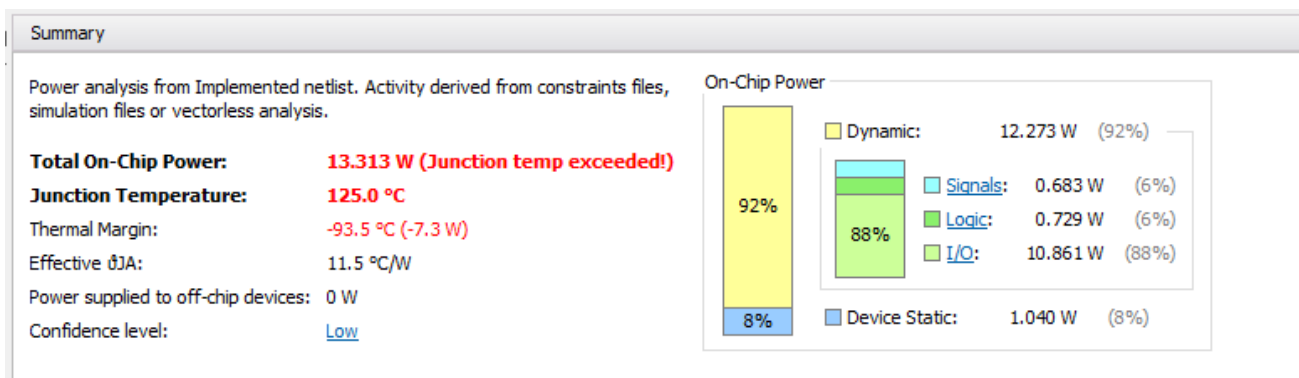 Summary
Power analysis from Implemented netlist. Activity derived from constraints files,
simulation files or vectorless analysis.
Total On-Chip Power: 13.313 W (Junction temp exceeded!)
Junction Temperature: 125.0 °C
Thermal Margin: -93.5 °C (-7.3 W)
Effective ϑJA: 11.5 °C/W
Power supplied to off-chip devices: 0 W
Confidence level: Low
On-Chip Power
92%
8%
Dynamic: 12.273 W (92%)
88%
Signals: 0.683 W (6%)
Logic: 0.729 W (6%)
I/O: 10.861 W (88%)
Device Static: 1.040 W (8%)